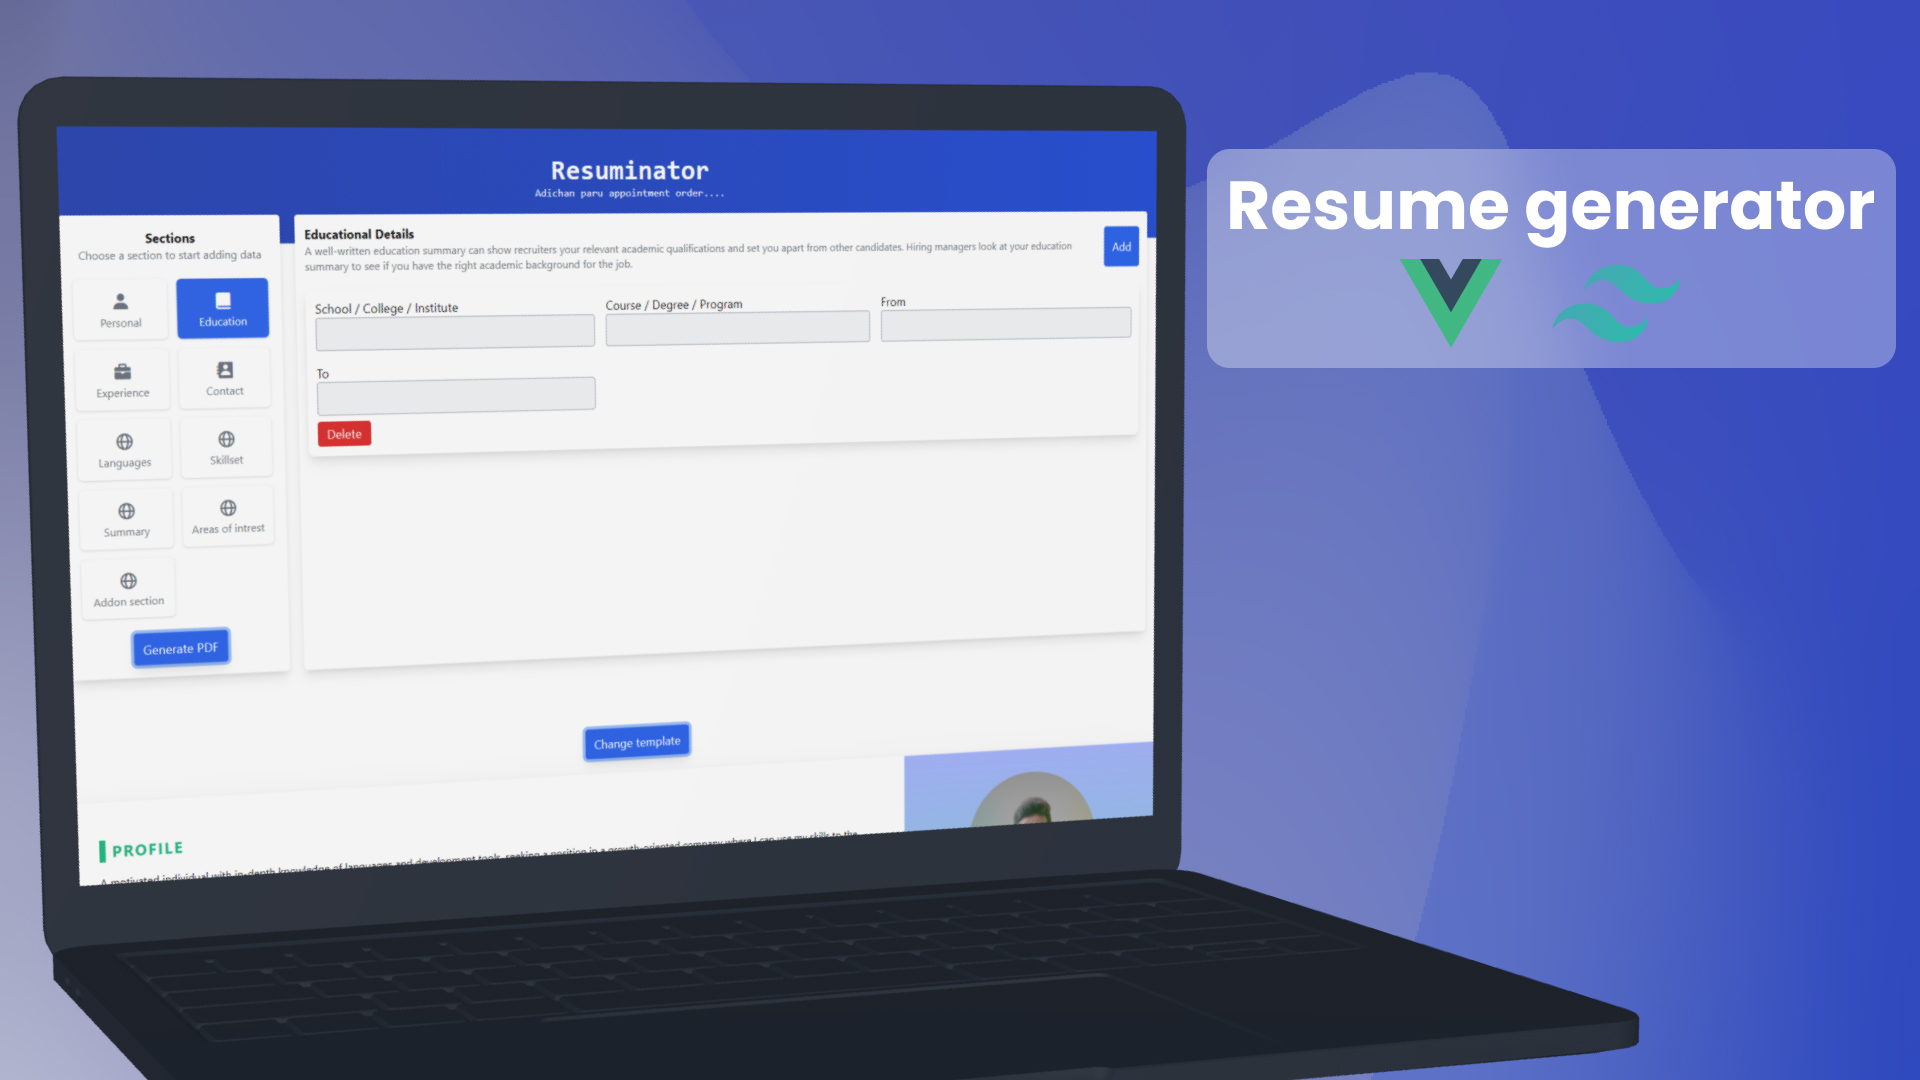 Resume generator
Resuminator
Adichan paru appointment order....
Sections
Choose a section to start adding data
Personal
Education
Experience
Contact
Languages
Skillset
Summary
Areas of intrest
Addon section
Generate PDF
Educational Details
A well-written education summary can show recruiters your relevant academic qualifications and set you apart from other candidates. Hiring managers look at your education
summary to see if you have the right academic background for the job.
Add
School / College / Institute
Course / Degree / Program
From
To
Delete
Change template
PROFILE
A motivated individual with in-depth knowledge of languages and development tools, seeking a position in a growth-oriented company where I can use my skills to the